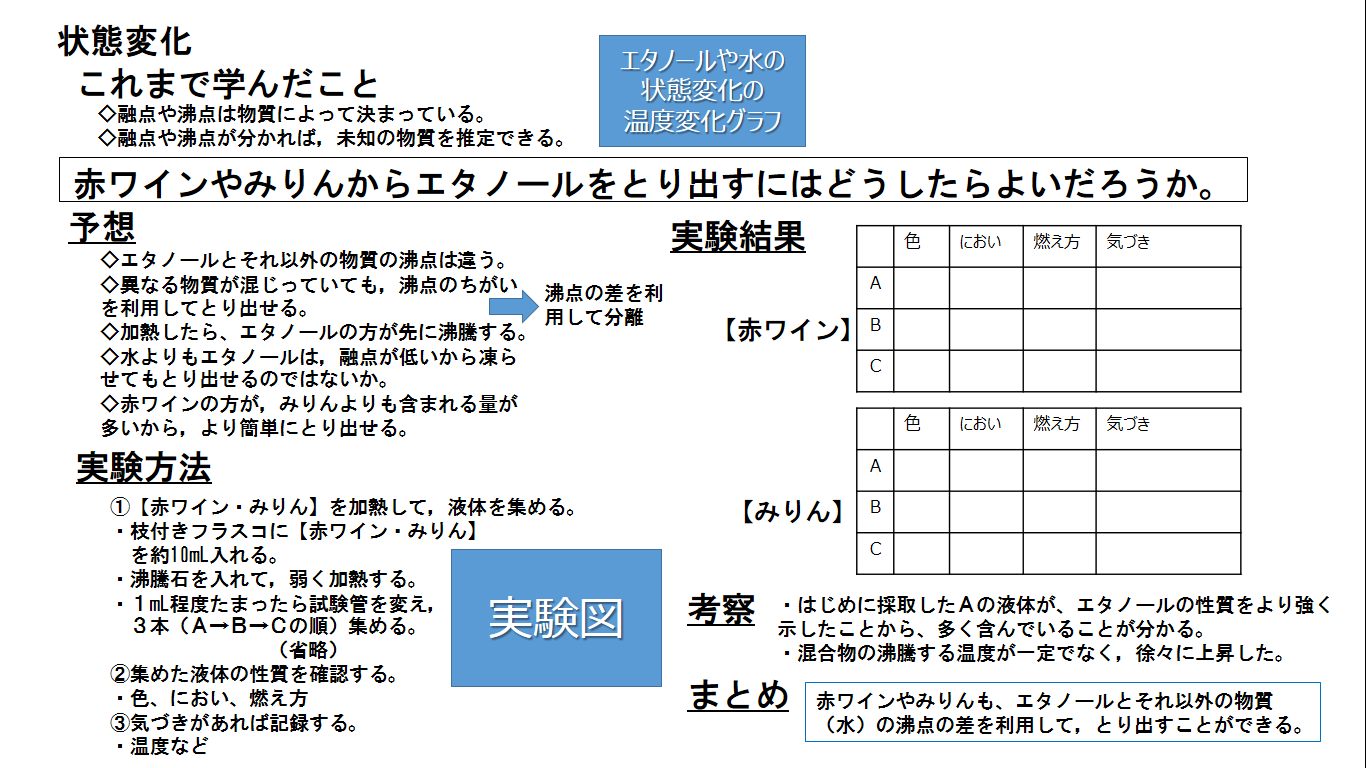 状態変化
これまで学んだこと
◇融点や沸点は物質によって決まっている。
◇融点や沸点が分かれば，未知の物質を推定できる。
エタノールや水の
状態変化の
温度変化グラフ
赤ワインやみりんからエタノールをとり出すにはどうしたらよいだろうか。
予想
◇エタノールとそれ以外の物質の沸点は違う。
◇異なる物質が混じっていても，沸点のちがい
を利用してとり出せる。
◇加熱したら、エタノールの方が先に沸騰する。
◇水よりもエタノールは，融点が低いから凍ら
せてもとり出せるのではないか。
◇赤ワインの方が，みりんよりも含まれる量が
多いから，より簡単にとり出せる。
沸点の差を利
用して分離
実験方法
①【赤ワイン・みりん】を加熱して，液体を集める。
・枝付きフラスコに【赤ワイン・みりん】
を約10mL入れる。
・沸騰石を入れて，弱く加熱する。
・１mL程度たまったら試験管を変え，
３本（Ａ→Ｂ→Ｃの順）集める。
（省略）
②集めた液体の性質を確認する。
・色、におい、燃え方
③気づきがあれば記録する。
・温度など
実験図
実験結果
【赤ワイン】
色 におい 燃え方 気づき
A
B
C
【みりん】
色 におい 燃え方 気づき
A
B
C
考察
・はじめに採取したＡの液体が、エタノールの性質をより強く
示したことから、多く含んでいることが分かる。
・混合物の沸騰する温度が一定でなく，徐々に上昇した。
まとめ
赤ワインやみりんも、エタノールとそれ以外の物質
（水）の沸点の差を利用して，とり出すことができる。